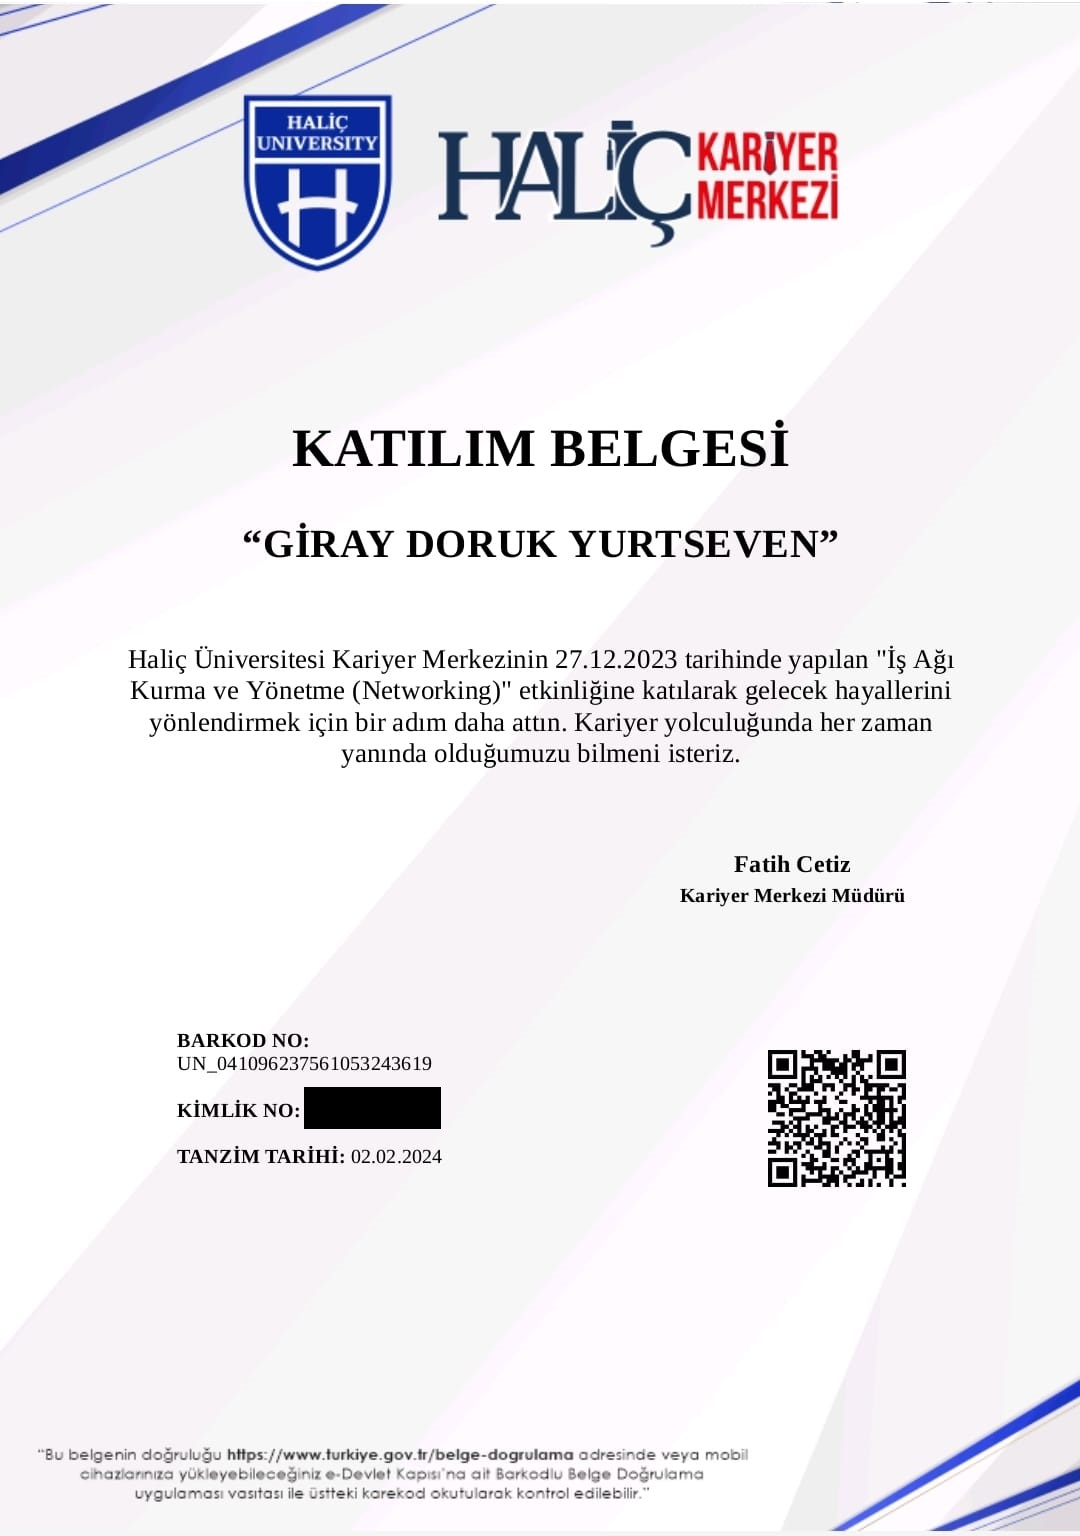 HALİÇ
UNIVERSITY
HALİÇ KARİYER
MERKEZİ
KATILIM BELGESİ
“GİRAY DORUK YURTSEVEN”
Haliç Üniversitesi Kariyer Merkezinin 27.12.2023 tarihinde yapılan "İş Ağı
Kurma ve Yönetme (Networking)" etkinliğine katılarak gelecek hayallerini
yönlendirmek için bir adım daha attın. Kariyer yolculuğunda her zaman
yanında olduğumuzu bilmeni isteriz.
Fatih Cetiz
Kariyer Merkezi Müdürü
BARKOD NO:
UN_041096237561053243619
KİMLİK NO:
TANZİM TARİHİ: 02.02.2024
“Bu belgenin doğruluğu https://www.turkiye.gov.tr/belge-dogrulama adresinde veya mobil
cihazlarınıza yükleyebileceğiniz e-Devlet Kapısı'na ait Barkodlu Belge Doğrulama
uygulaması vasıtası ile üstteki karekod okutularak kontrol edilebilir.”